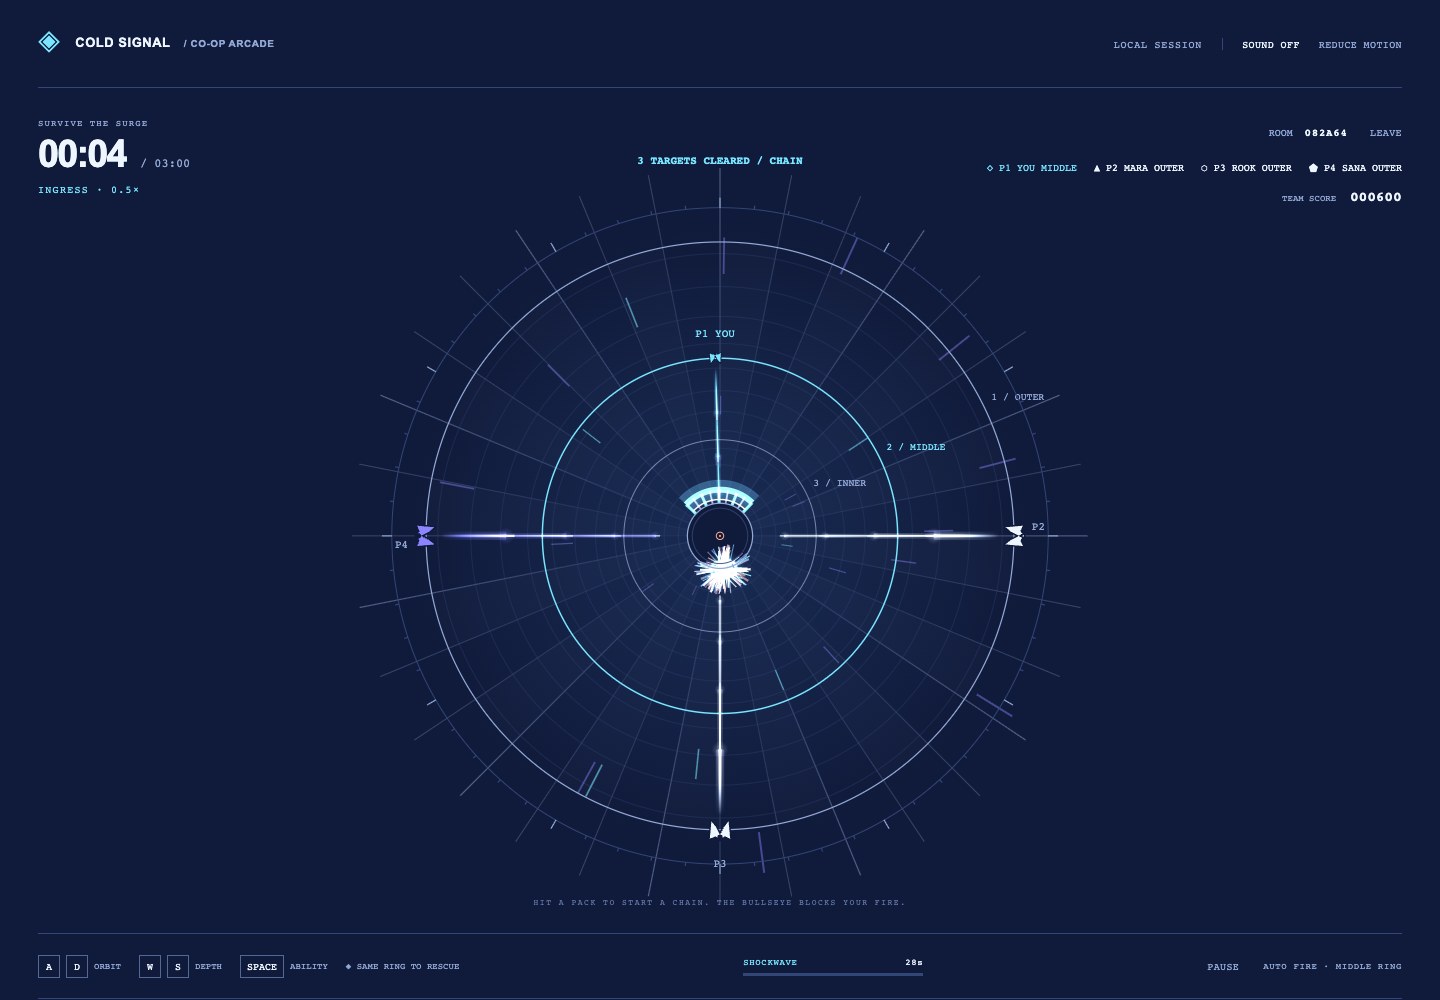 COLD SIGNAL / CO-OP ARCADE
LOCAL SESSION SOUND OFF REDUCE MOTION
SURVIVE THE SURGE
00:04 / 03:00
INGRESS · 0.5×
3 TARGETS CLEARED / CHAIN
ROOM 082A64 LEAVE
P1 YOU MIDDLE P2 MARA OUTER P3 ROOK OUTER P4 SANA OUTER
TEAM SCORE 000600
P1 YOU
1 / OUTER
2 / MIDDLE
3 / INNER
P2
P4
P3
HIT A PACK TO START A CHAIN. THE BULLSEYE BLOCKS YOUR FIRE.
A D ORBIT W S DEPTH SPACE ABILITY ◆ SAME RING TO RESCUE
SHOCKWAVE 28s
PAUSE AUTO FIRE · MIDDLE RING